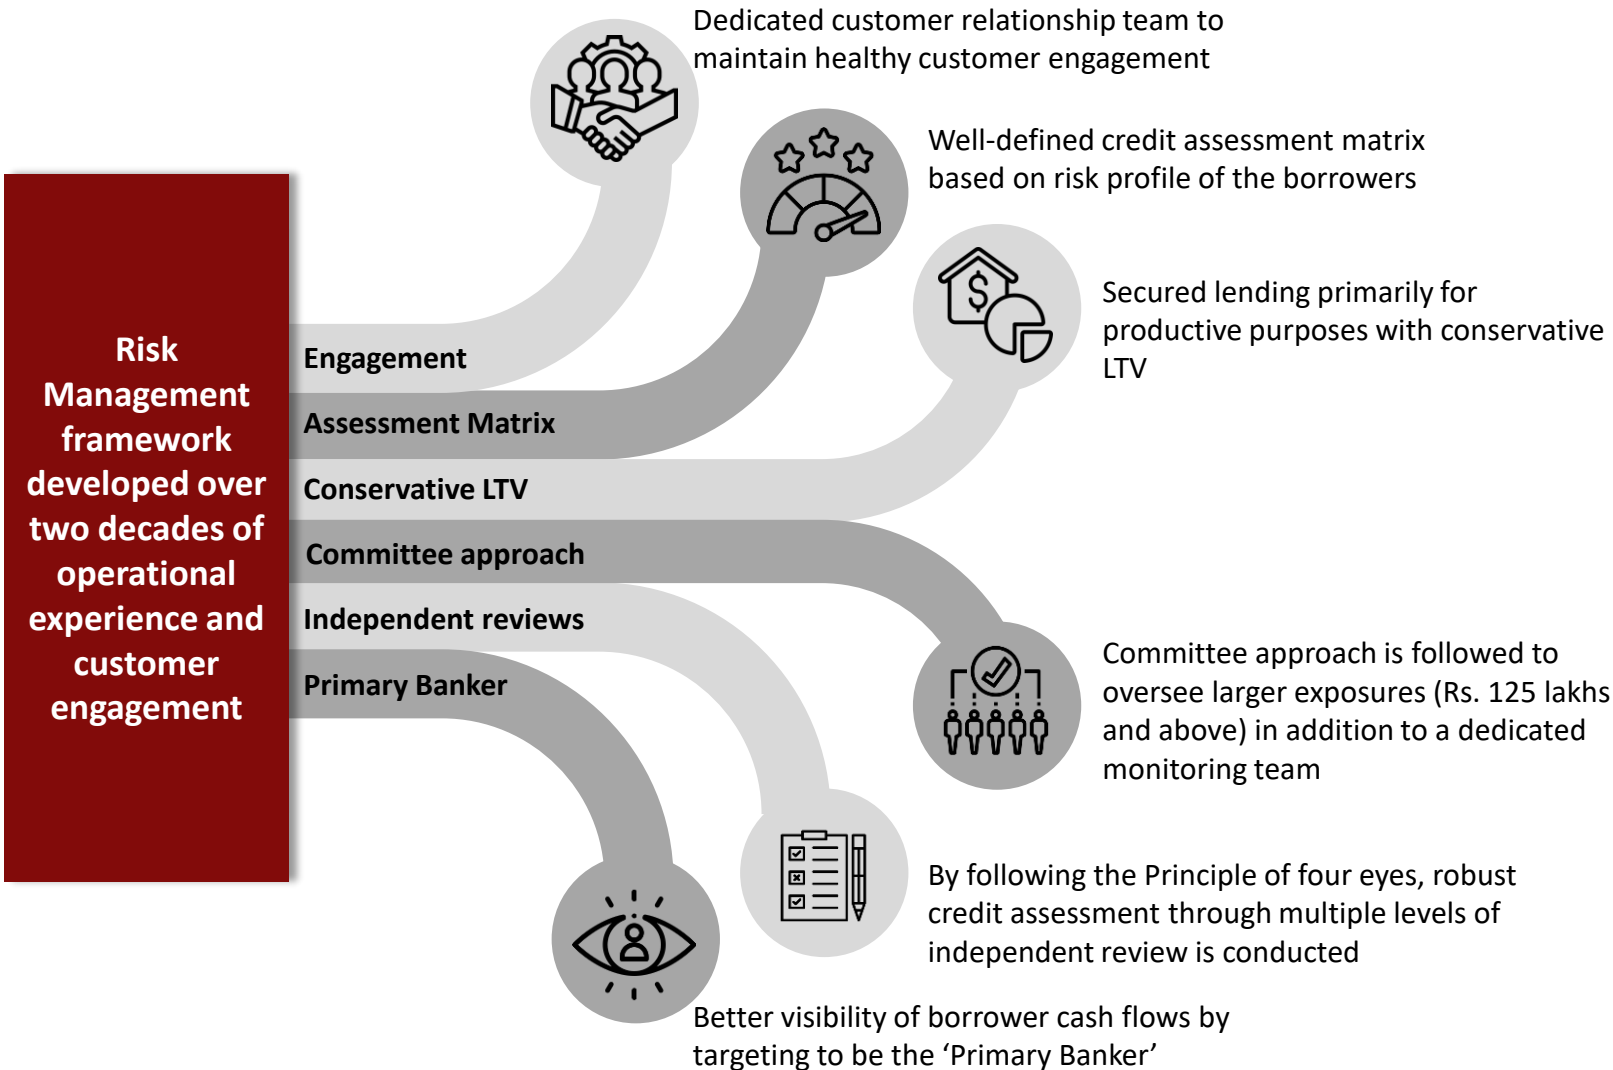 Dedicated customer relationship team to
maintain healthy customer engagement
Well-defined credit assessment matrix
based on risk profile of the borrowers
Secured lending primarily for
productive purposes with conservative
LTV
Risk
Management
framework
developed over
two decades of
operational
experience and
customer
engagement
Engagement
Assessment Matrix
Conservative LTV
Committee approach
Independent reviews
Primary Banker
$
Committee approach is followed to
oversee larger exposures (Rs. 125 lakhs
and above) in addition to a dedicated
monitoring team
By following the Principle of four eyes, robust
credit assessment through multiple levels of
independent review is conducted
Better visibility of borrower cash flows by
targeting to be the ‘Primary Banker’